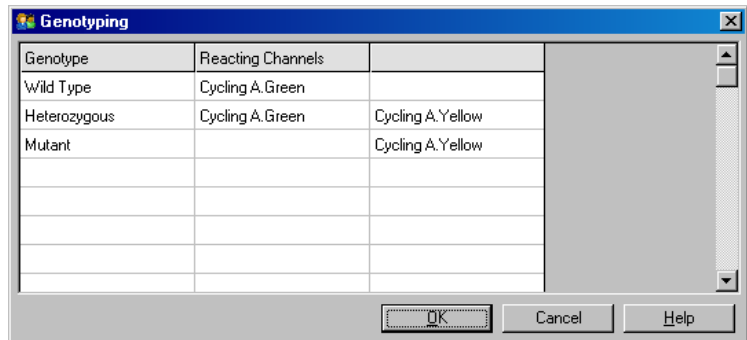 Genotyping
Genotype Reacting Channels
Wild Type Cycling A.Green
Heterozygous Cycling A.Green Cycling A.Yellow
Mutant Cycling A.Yellow
OK Cancel Help